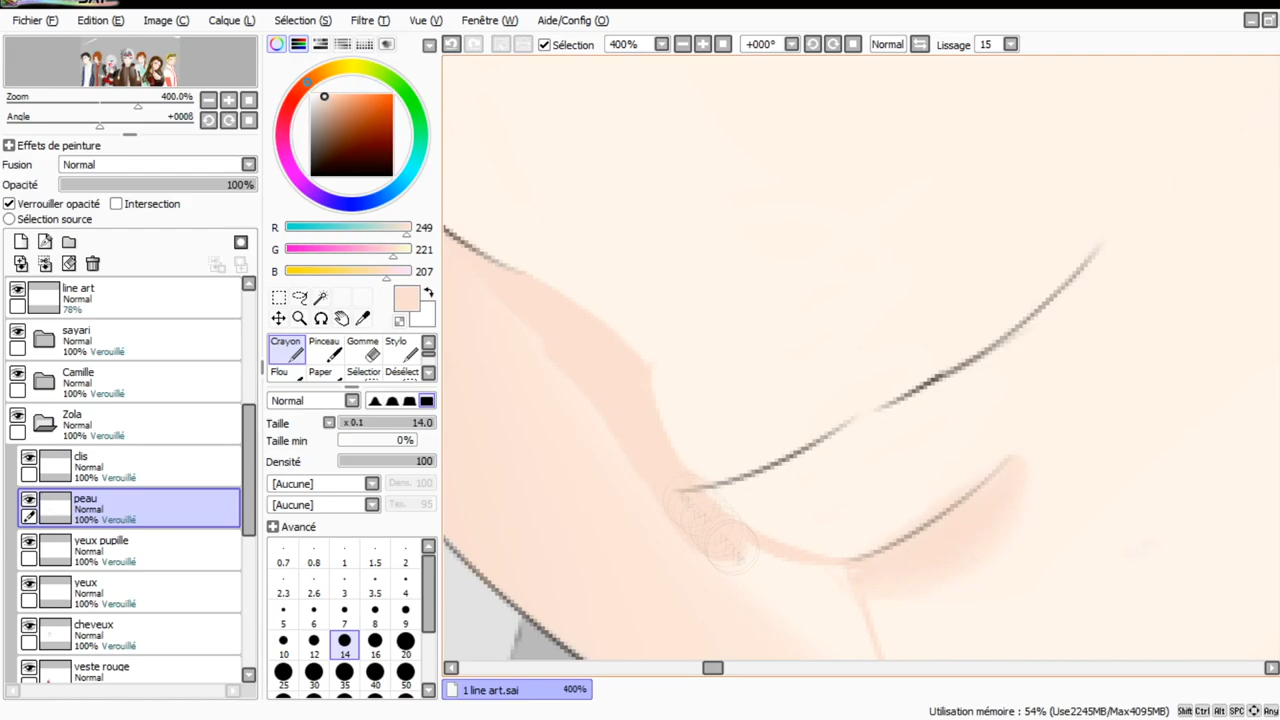 Fichier (F) Edition (E) Image (C) Calque (L) Sélection (S) Filtre (T) Vue (V) Fenêtre (W) Aide/Config (O)
Sélection 400% +000° Normal Lissage 15
Zoom 400.0%
Angle +0008
Effets de peinture
Fusion Normal
Opacité 100%
Verrouiller opacité Intersection
Sélection source
line art
Normal
78%
sayari
Normal
100% Verouillé
Camille
Normal
100% Verouillé
Zola
Normal
100% Verouillé
clis
Normal
100% Verouillé
peau
Normal
100% Verouillé
yeux pupille
Normal
100% Verouillé
yeux
Normal
100% Verouillé
cheveux
Normal
100% Verouillé
veste rouge
Normal
R 249
G 221
B 207
Crayon Pinceau Gomme Stylo
Flou Paper Sélection Désélect
Normal
Taille x 0.1 14.0
Taille min 0%
Densité 100
[Aucune] Dens. 100
[Aucune] Tex. 95
Avancé
0.7 0.8 1 1.5 2
2.3 2.6 3 3.5 4
5 6 7 8 9
10 12 14 16 20
25 30 35 40 50
1 line art.sai 400%
Utilisation mémoire : 54% (Use2245MB/Max4095MB) Shift Ctrl Alt SPC Any